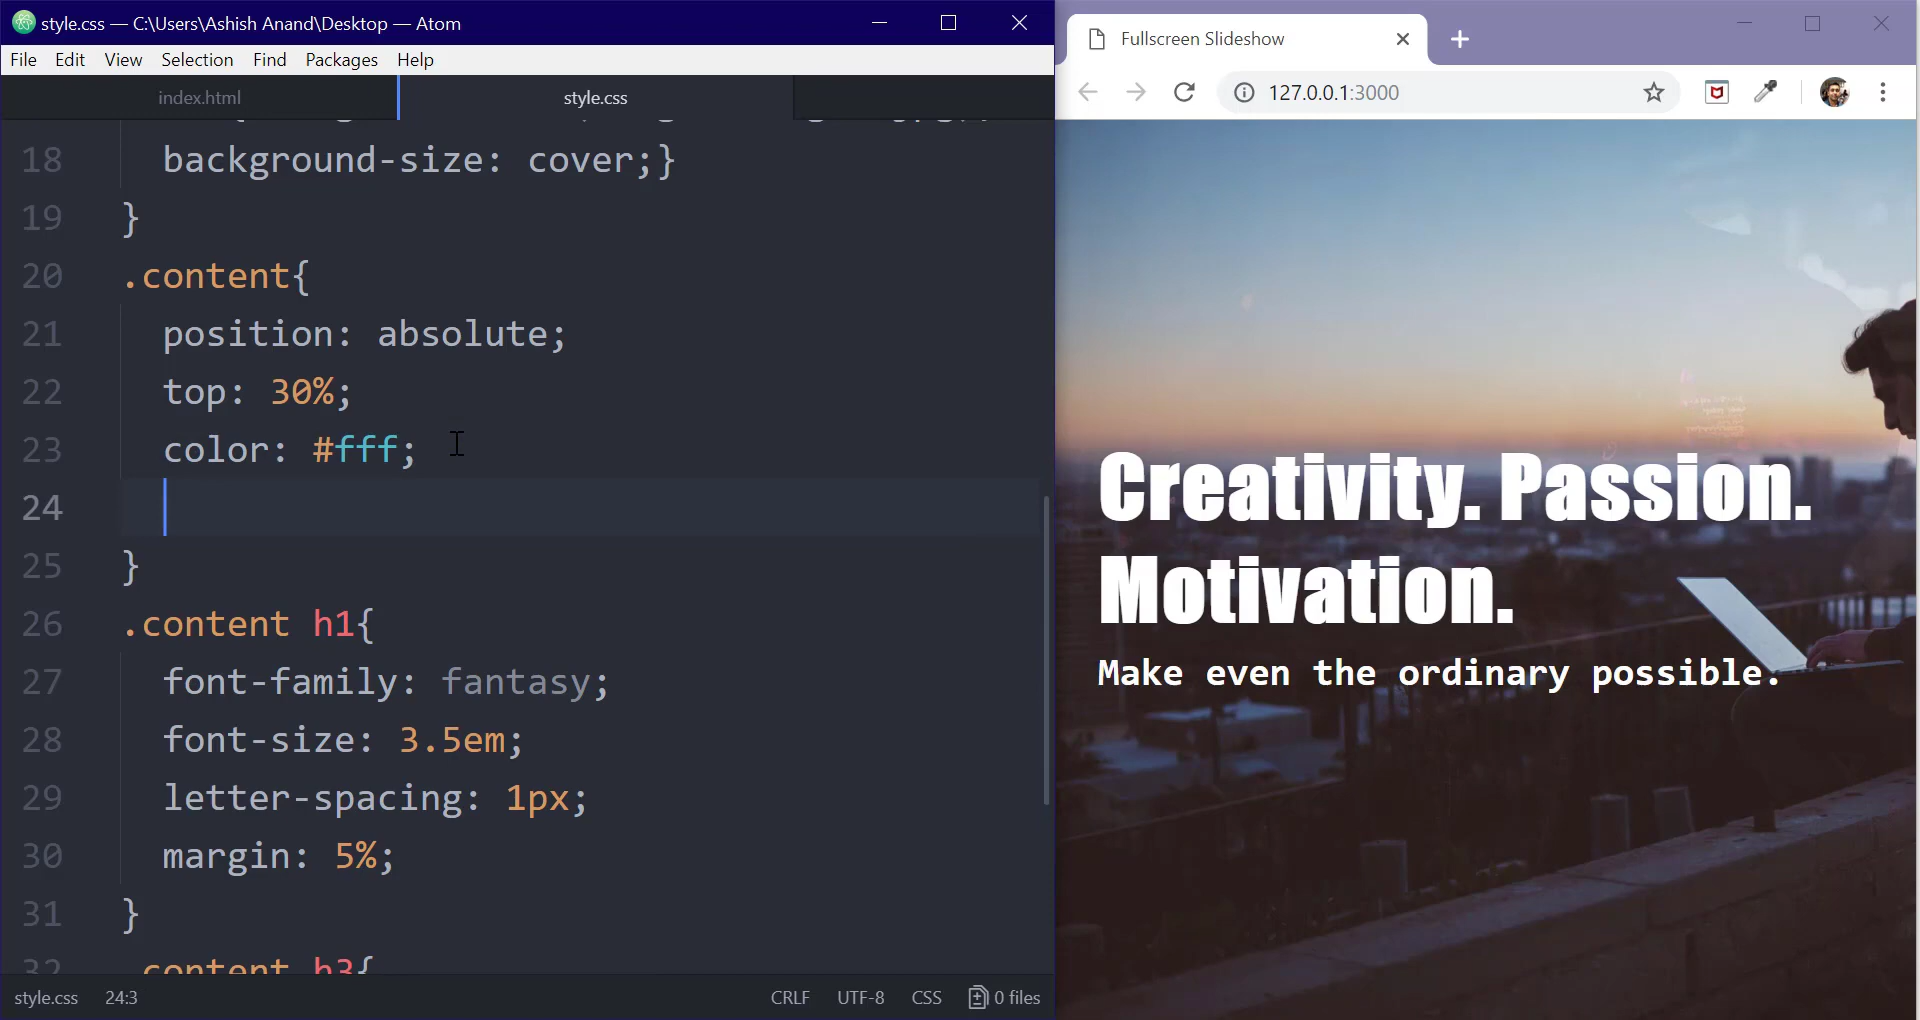 style.css — C:\Users\Ashish Anand\Desktop — Atom
File Edit View Selection Find Packages Help
index.html
style.css
18 background-size: cover;}
19 }
20 .content{
21 position: absolute;
22 top: 30%;
23 color: #fff;
24
25 }
26 .content h1{
27 font-family: fantasy;
28 font-size: 3.5em;
29 letter-spacing: 1px;
30 margin: 5%;
31 }
32 .content h3{
style.css 24:3 CRLF UTF-8 CSS 0 files
Fullscreen Slideshow
127.0.0.1:3000
Creativity. Passion.
Motivation.
Make even the ordinary possible.